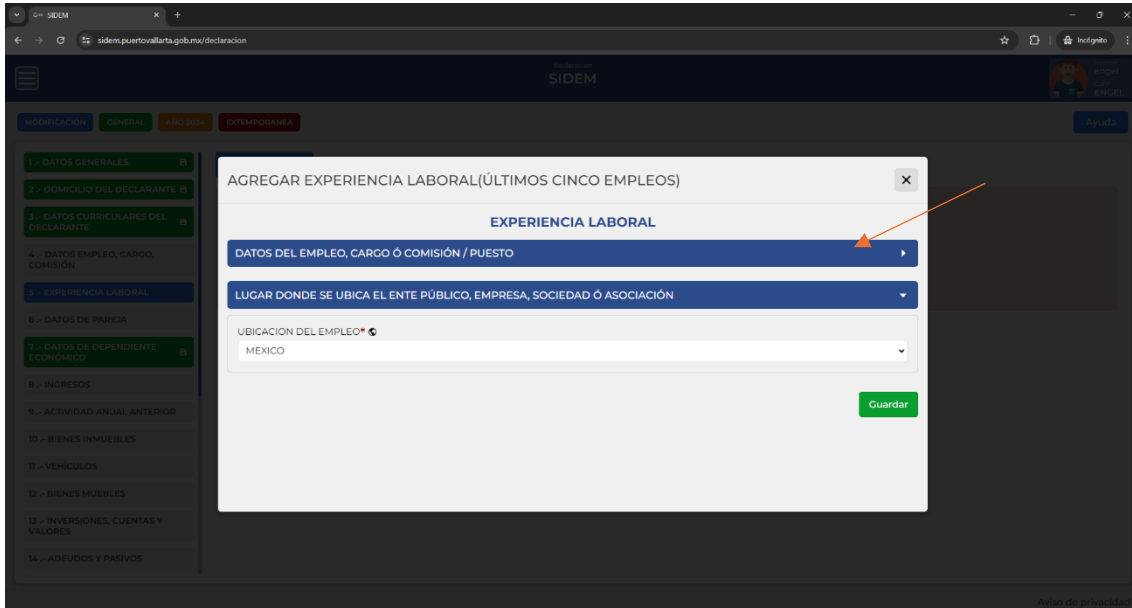 SIDEM
sidem.puertovallarta.gob.mx/declaracion
Incógnito
declaracion
SIDEM
engel
ENGEL
MODIFICACIÓN
GENERAL
AÑO 2024
EXTEMPORANEA
Ayuda
1 .- DATOS GENERALES
2 .- DOMICILIO DEL DECLARANTE
3 .- DATOS CURRICULARES DEL
DECLARANTE
4 .- DATOS EMPLEO, CARGO,
COMISIÓN
5 .- EXPERIENCIA LABORAL
6 .- DATOS DE PAREJA
7 .- DATOS DE DEPENDIENTE
ECONÓMICO
8 .- INGRESOS
9 .- ACTIVIDAD ANUAL ANTERIOR
10 .- BIENES INMUEBLES
11 .- VEHÍCULOS
12 .- BIENES MUEBLES
13 .- INVERSIONES, CUENTAS Y
VALORES
14 .- ADEUDOS Y PASIVOS
AGREGAR EXPERIENCIA LABORAL(ÚLTIMOS CINCO EMPLEOS)
EXPERIENCIA LABORAL
DATOS DEL EMPLEO, CARGO Ó COMISIÓN / PUESTO
LUGAR DONDE SE UBICA EL ENTE PÚBLICO, EMPRESA, SOCIEDAD Ó ASOCIACIÓN
UBICACION DEL EMPLEO*
MEXICO
Guardar
Aviso de privacidad